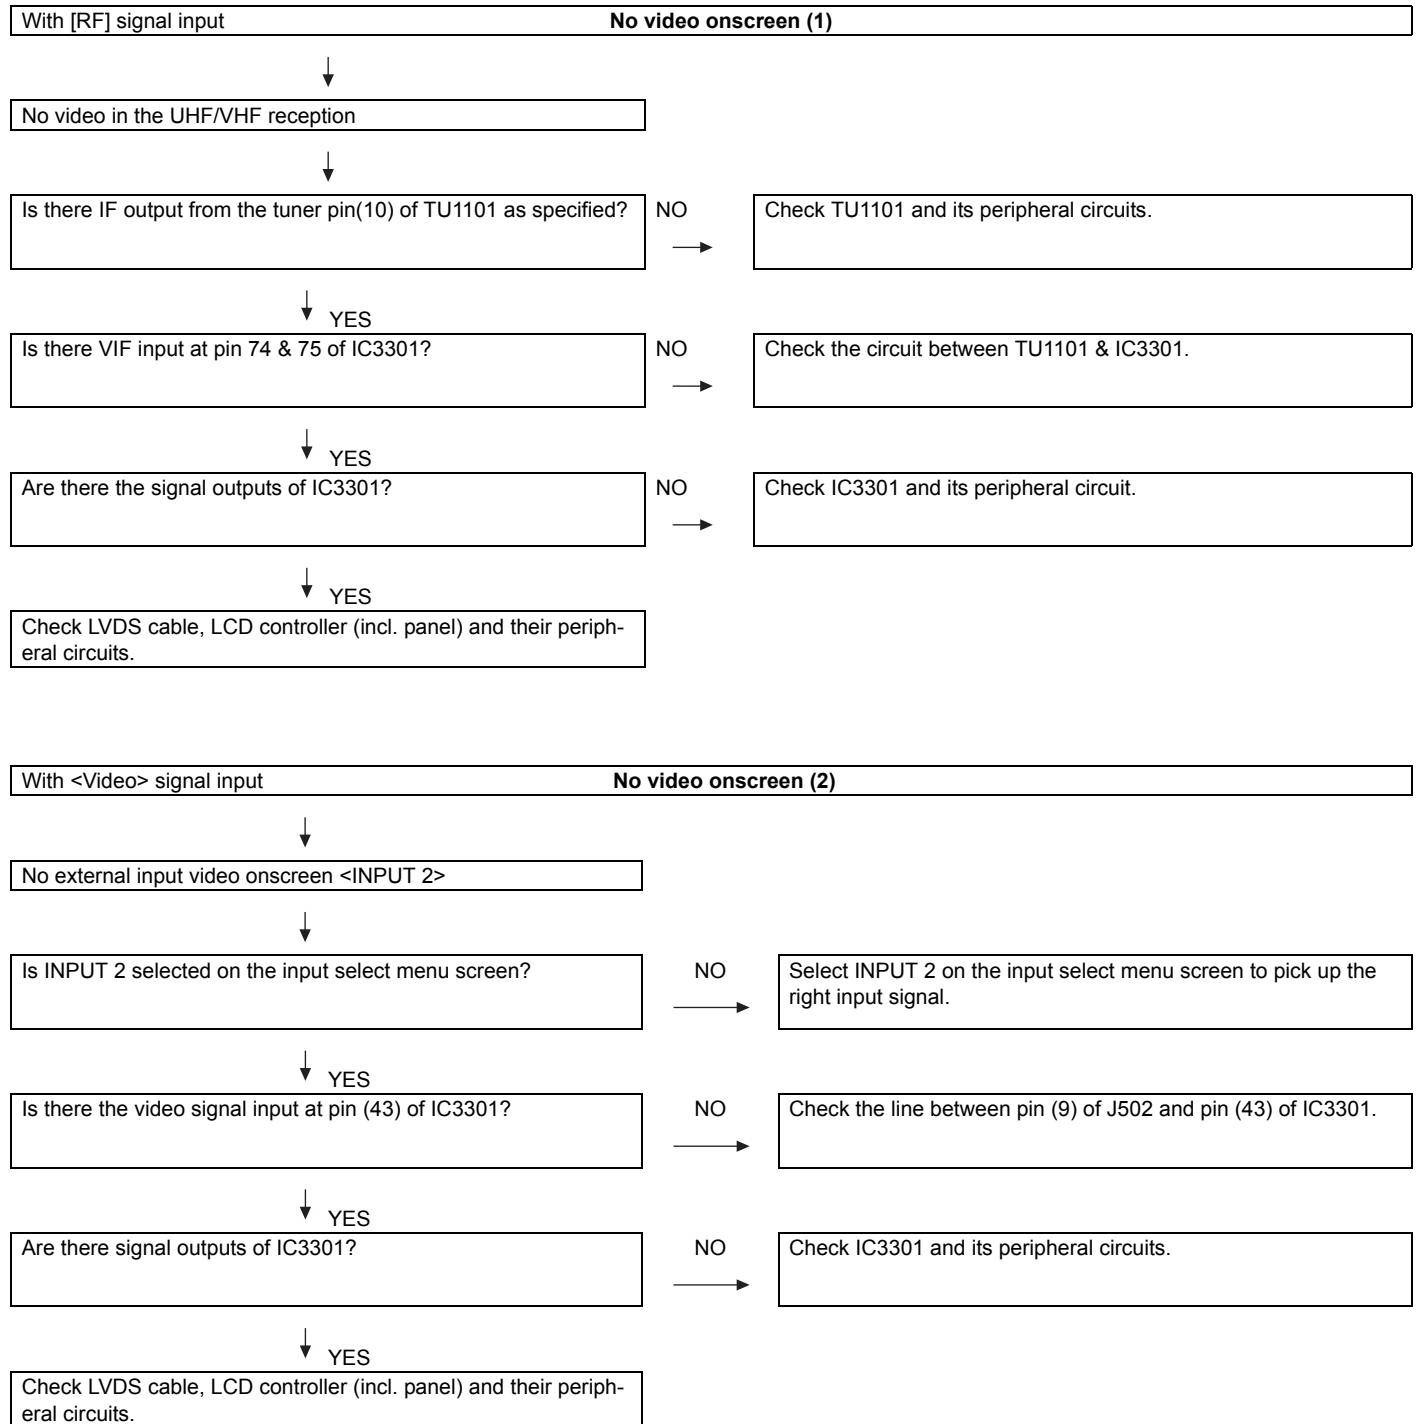 With [RF] signal input No video onscreen (1)
No video in the UHF/VHF reception
Is there IF output from the tuner pin(10) of TU1101 as specified? NO Check TU1101 and its peripheral circuits.
YES
Is there VIF input at pin 74 & 75 of IC3301? NO Check the circuit between TU1101 & IC3301.
YES
Are there the signal outputs of IC3301? NO Check IC3301 and its peripheral circuit.
YES
Check LVDS cable, LCD controller (incl. panel) and their periph-
eral circuits.
With <Video> signal input No video onscreen (2)
No external input video onscreen <INPUT 2>
Is INPUT 2 selected on the input select menu screen? NO Select INPUT 2 on the input select menu screen to pick up the
right input signal.
YES
Is there the video signal input at pin (43) of IC3301? NO Check the line between pin (9) of J502 and pin (43) of IC3301.
YES
Are there signal outputs of IC3301? NO Check IC3301 and its peripheral circuits.
YES
Check LVDS cable, LCD controller (incl. panel) and their periph-
eral circuits.